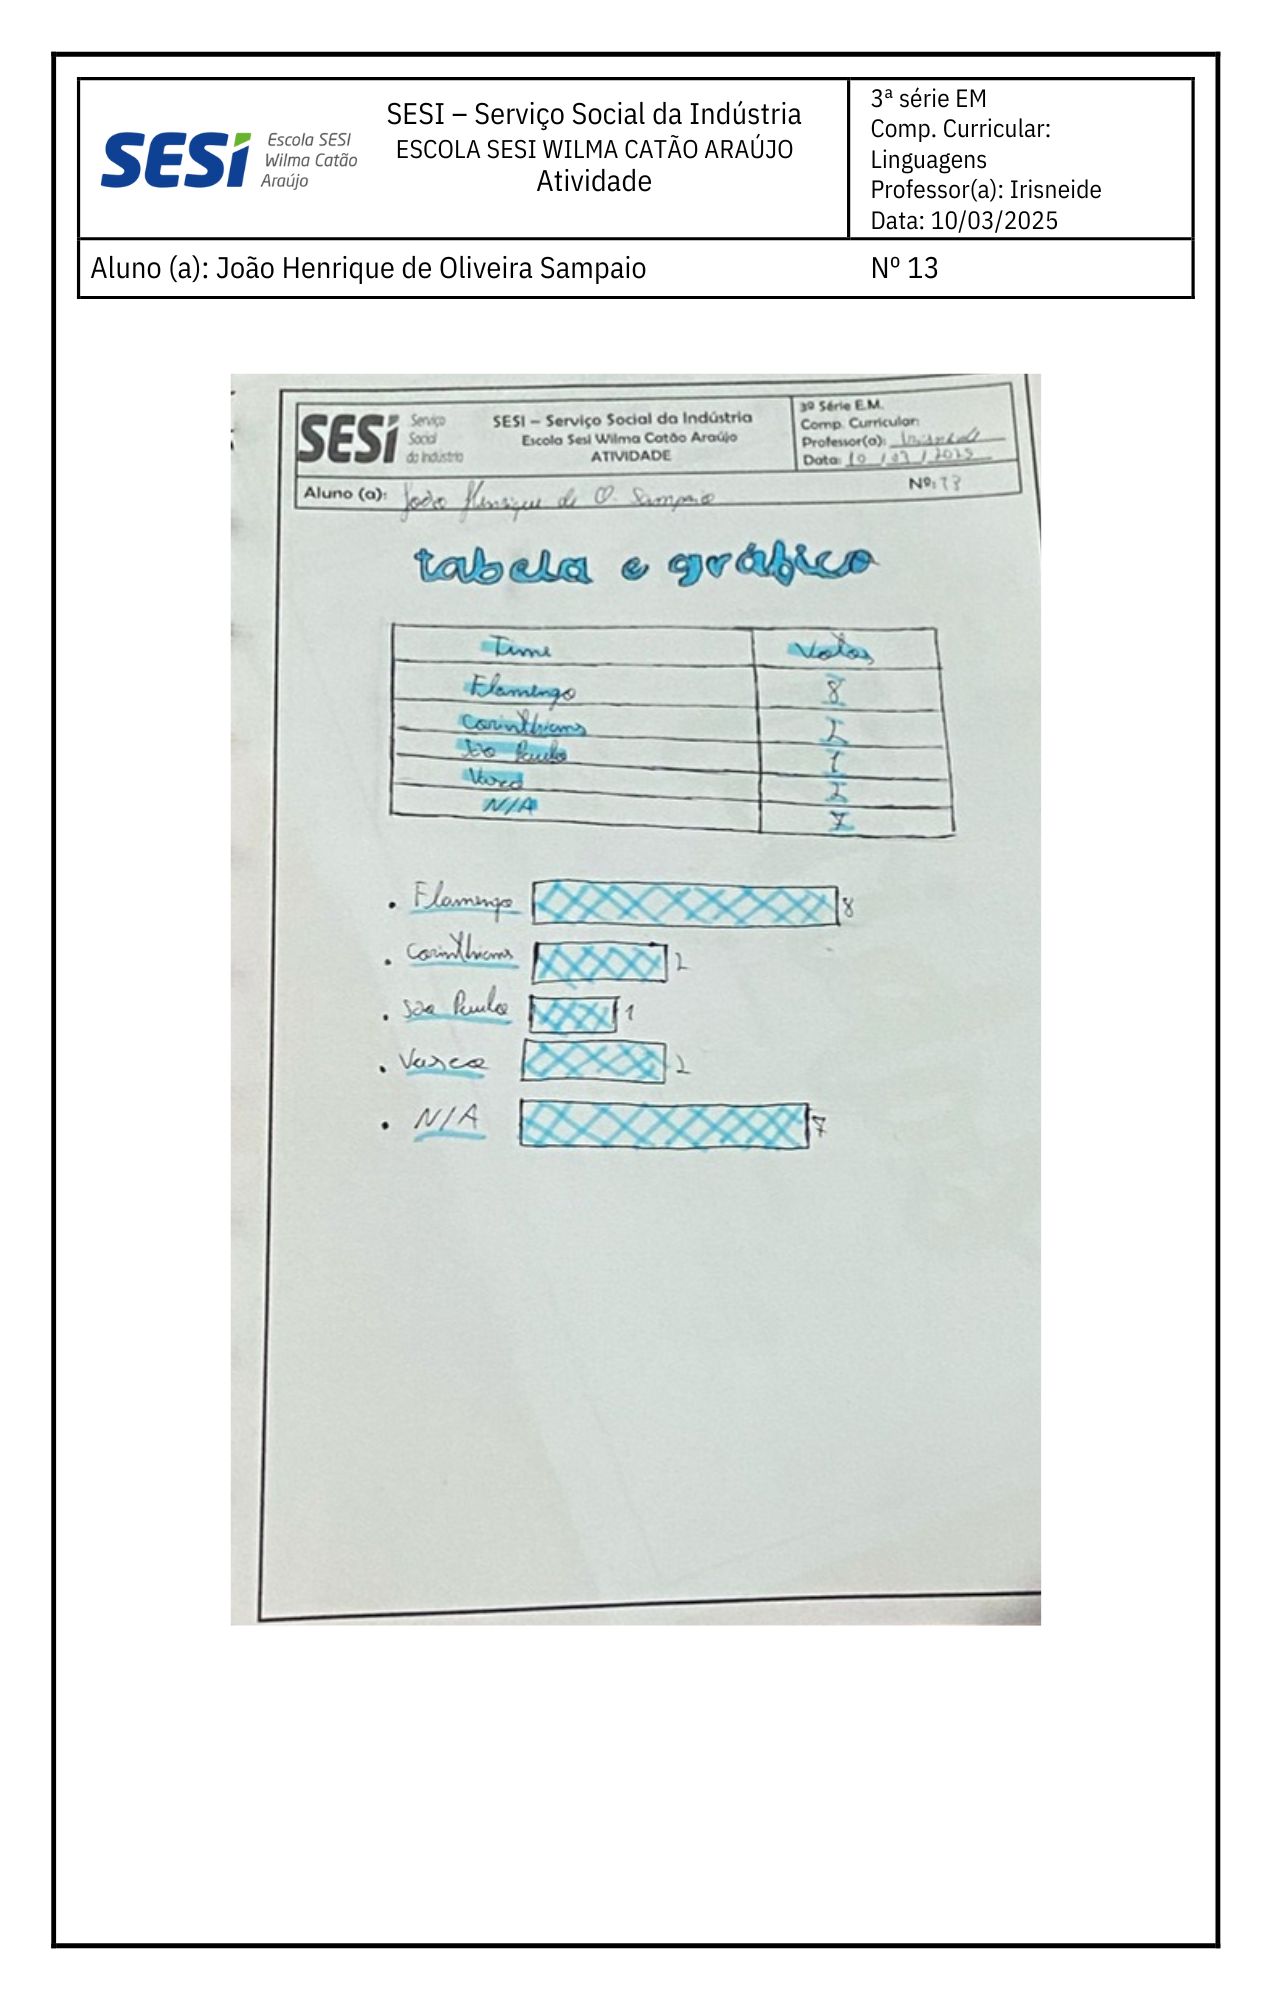 SESI Escola SESI
Wilma Catão
Araújo
SESI – Serviço Social da Indústria
ESCOLA SESI WILMA CATÃO ARAÚJO
Atividade
3ª série EM
Comp. Curricular:
Linguagens
Professor(a): Irisneide
Data: 10/03/2025
Aluno (a): João Henrique de Oliveira Sampaio Nº 13
SESI Serviço
Social
da Indústria
SESI – Serviço Social da Indústria
Escola Sesi Wilma Catão Araújo
ATIVIDADE
3º Série E.M.
Comp. Curricular:
Professor(a): Irisneide
Data: 10/03/2025
Aluno (a): João Henrique de O. Sampaio Nº: 13
tabela e gráfico
Time Votos
Flamengo 8
Corinthians 2
São Paulo 1
Vasco 2
N/A 7
• Flamengo 8
• Corinthians 2
• São Paulo 1
• Vasco 2
• N/A 7